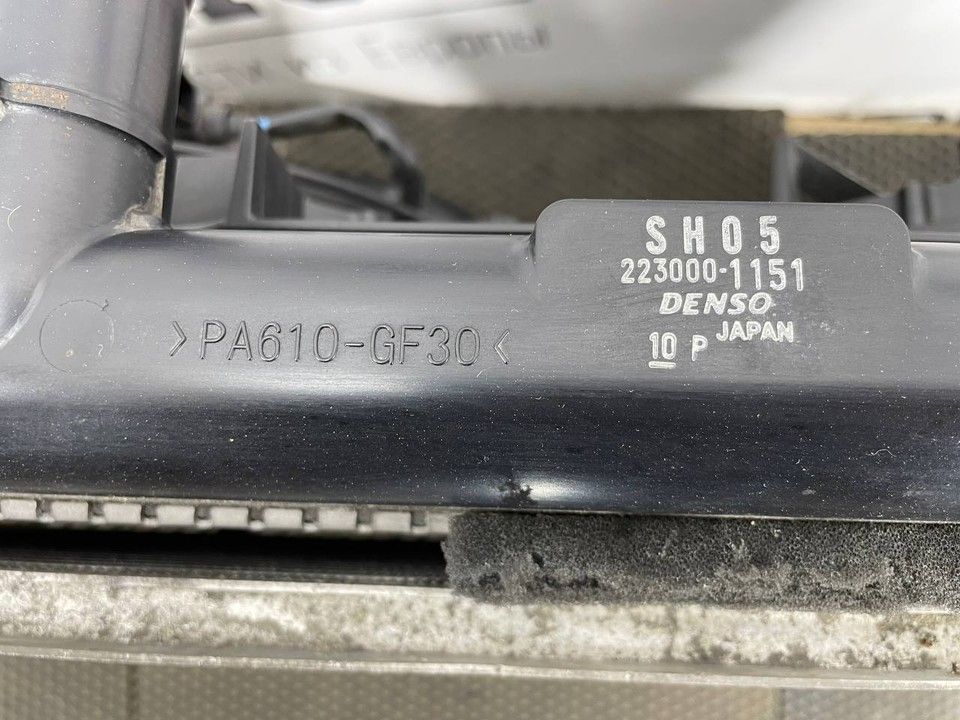 SH05
223000-1151
DENSO
JAPAN
10 P
>PA610-GF30<